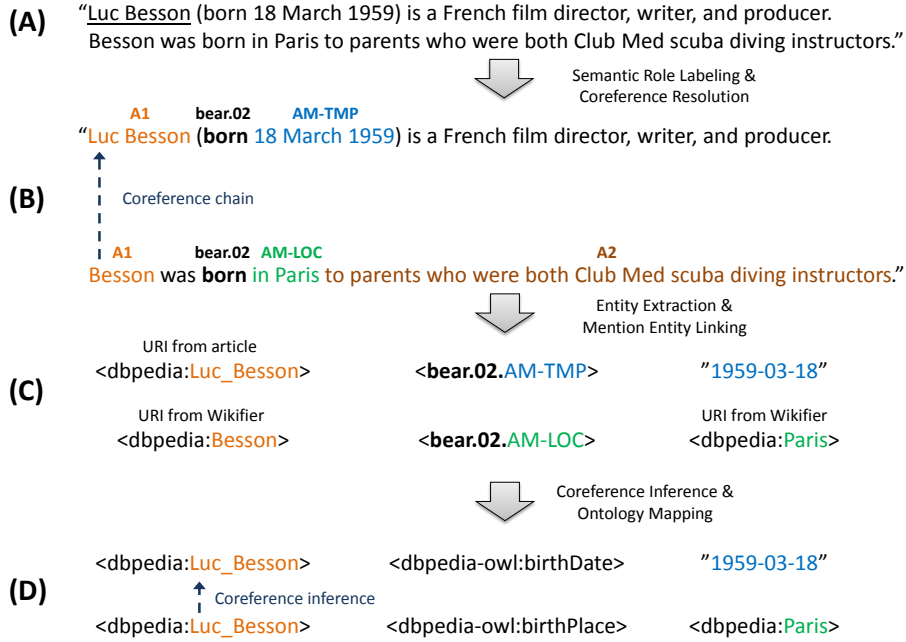 (A)
“Luc Besson (born 18 March 1959) is a French film director, writer, and producer.
Besson was born in Paris to parents who were both Club Med scuba diving instructors.”
Semantic Role Labeling &
Coreference Resolution
A1 bear.02 AM-TMP
“Luc Besson (born 18 March 1959) is a French film director, writer, and producer.
(B)
Coreference chain
A1 bear.02 AM-LOC A2
Besson was born in Paris to parents who were both Club Med scuba diving instructors.”
Entity Extraction &
Mention Entity Linking
(C)
URI from article
<dbpedia:Luc_Besson> <bear.02.AM-TMP> ”1959-03-18”
URI from Wikifier URI from Wikifier
<dbpedia:Besson> <bear.02.AM-LOC> <dbpedia:Paris>
Coreference Inference &
Ontology Mapping
<dbpedia:Luc_Besson> <dbpedia-owl:birthDate> ”1959-03-18”
(D)
Coreference inference
<dbpedia:Luc_Besson> <dbpedia-owl:birthPlace> <dbpedia:Paris>